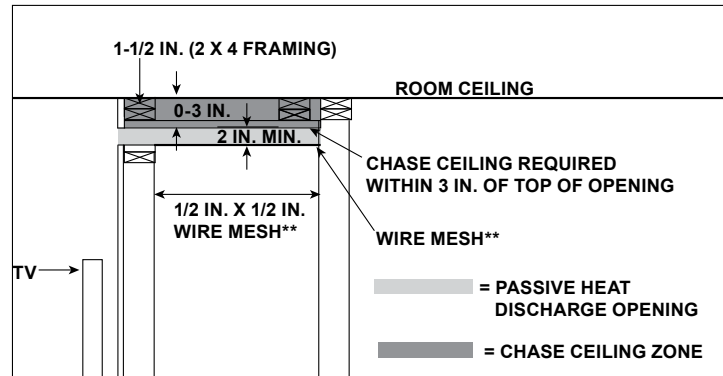 1-1/2 IN. (2 X 4 FRAMING)
ROOM CEILING
0-3 IN.
2 IN. MIN.
CHASE CEILING REQUIRED
WITHIN 3 IN. OF TOP OF OPENING
1/2 IN. X 1/2 IN.
WIRE MESH**
WIRE MESH**
TV
= PASSIVE HEAT
DISCHARGE OPENING
= CHASE CEILING ZONE